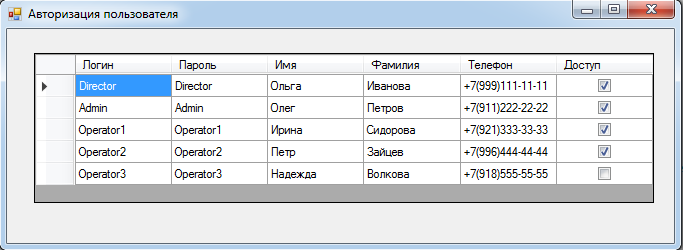 Авторизация пользователя
Логин Пароль Имя Фамилия Телефон Доступ
Director Director Ольга Иванова +7(999)111-11-11
Admin Admin Олег Петров +7(911)222-22-22
Operator1 Operator1 Ирина Сидорова +7(921)333-33-33
Operator2 Operator2 Петр Зайцев +7(996)444-44-44
Operator3 Operator3 Надежда Волкова +7(918)555-55-55